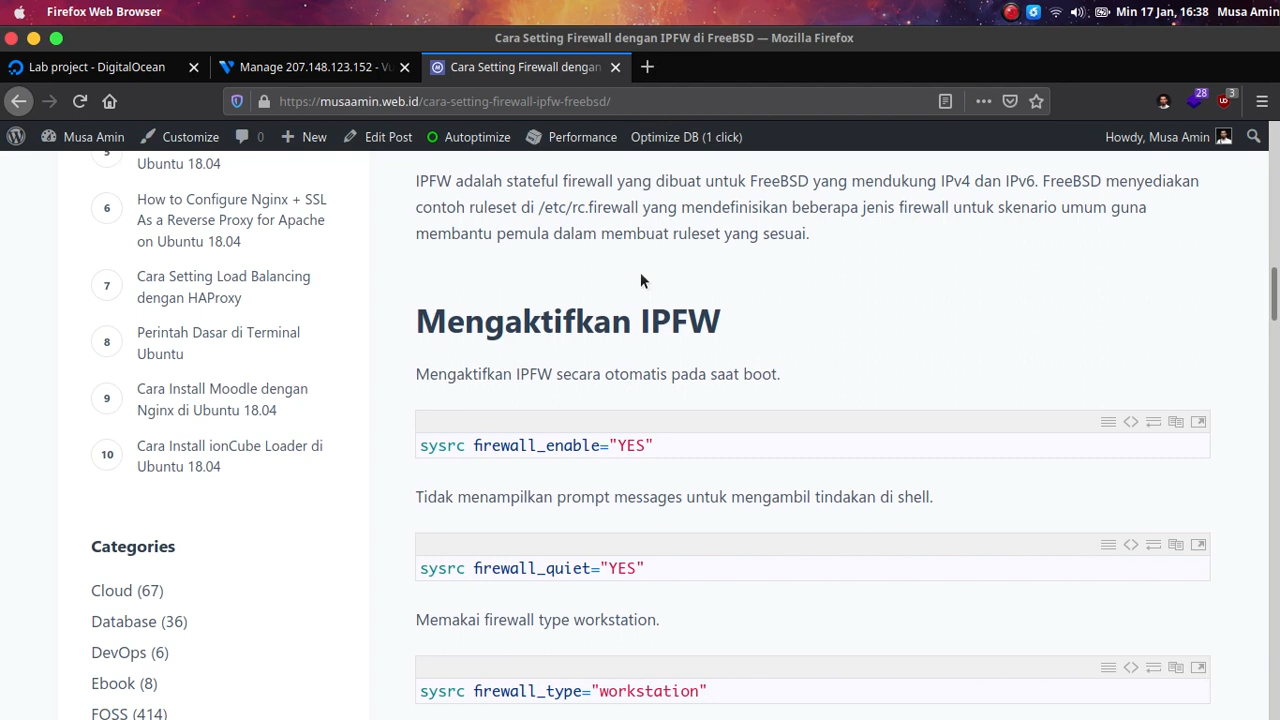 Firefox Web Browser
28
Min 17 Jan, 16:38 Musa Amin
Cara Setting Firewall dengan IPFW di FreeBSD — Mozilla Firefox
Lab project - DigitalOcean
Manage 207.148.123.152 - Vu
Cara Setting Firewall dengan
https://musaamin.web.id/cara-setting-firewall-ipfw-freebsd/
3
Musa Amin Customize 0 New Edit Post Autoptimize Performance Optimize DB (1 click) Howdy, Musa Amin
5
Ubuntu 18.04
6
How to Configure Nginx + SSL
As a Reverse Proxy for Apache
on Ubuntu 18.04
7
Cara Setting Load Balancing
dengan HAProxy
8
Perintah Dasar di Terminal
Ubuntu
9
Cara Install Moodle dengan
Nginx di Ubuntu 18.04
10
Cara Install ionCube Loader di
Ubuntu 18.04
Categories
Cloud (67)
Database (36)
DevOps (6)
Ebook (8)
FOSS (414)
IPFW adalah stateful firewall yang dibuat untuk FreeBSD yang mendukung IPv4 dan IPv6. FreeBSD menyediakan
contoh ruleset di /etc/rc.firewall yang mendefinisikan beberapa jenis firewall untuk skenario umum guna
membantu pemula dalam membuat ruleset yang sesuai.
Mengaktifkan IPFW
Mengaktifkan IPFW secara otomatis pada saat boot.
sysrc firewall_enable="YES"
Tidak menampilkan prompt messages untuk mengambil tindakan di shell.
sysrc firewall_quiet="YES"
Memakai firewall type workstation.
sysrc firewall_type="workstation"